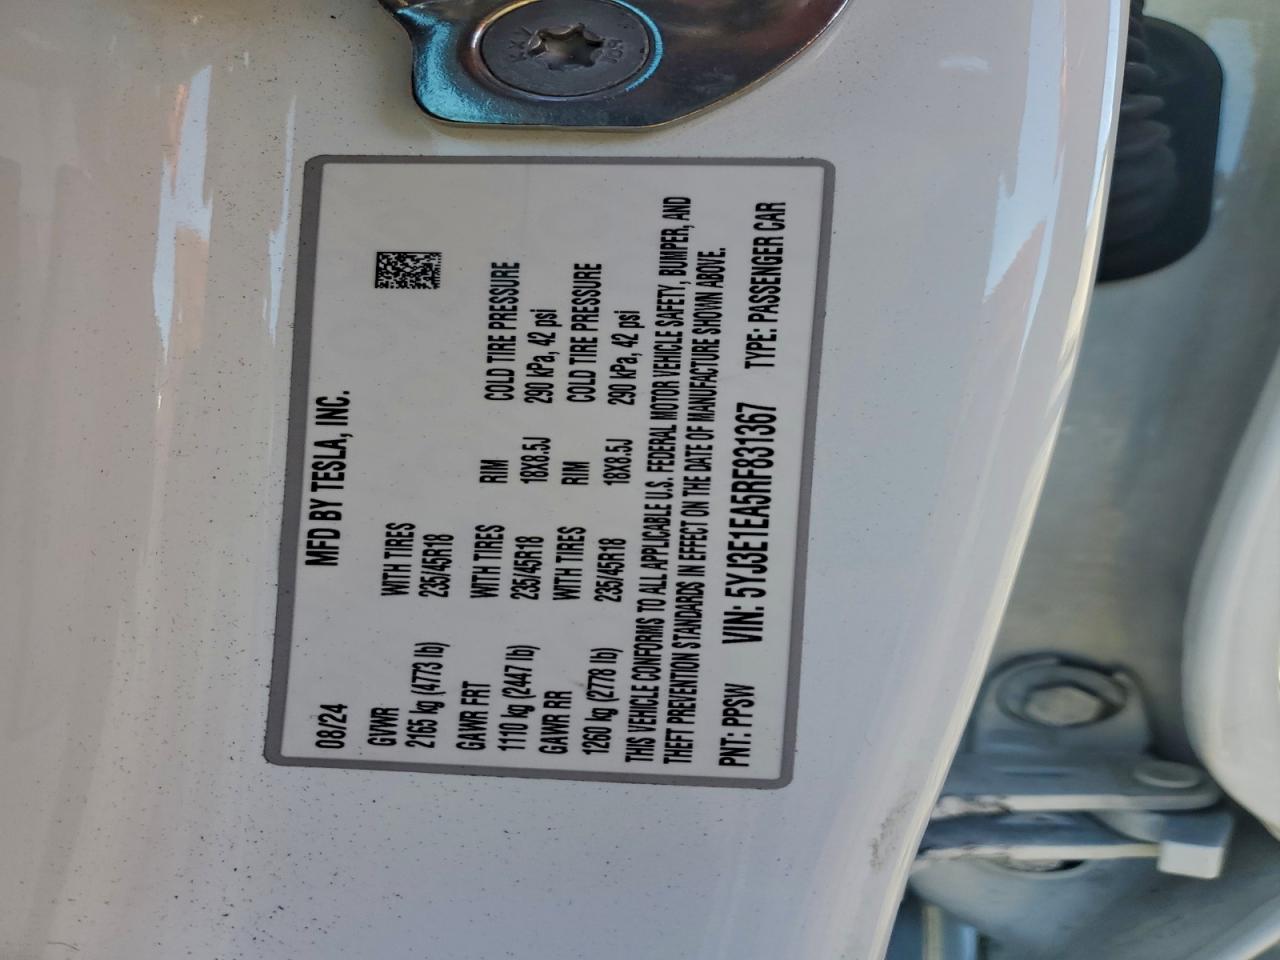 08/24 MFD BY TESLA, INC.
GVWR WITH TIRES
2165 kg (4773 lb) 235/45R18
GAWR FRT WITH TIRES RIM COLD TIRE PRESSURE
1110 kg (2447 lb) 235/45R18 18X8.5J 290 kPa, 42 psi
GAWR RR WITH TIRES RIM COLD TIRE PRESSURE
1260 kg (2778 lb) 235/45R18 18X8.5J 290 kPa, 42 psi
THIS VEHICLE CONFORMS TO ALL APPLICABLE U.S. FEDERAL MOTOR VEHICLE SAFETY, BUMPER, AND
THEFT PREVENTION STANDARDS IN EFFECT ON THE DATE OF MANUFACTURE SHOWN ABOVE.
PNT: PPSW VIN: 5YJ3E1EA5RF831367 TYPE: PASSENGER CAR